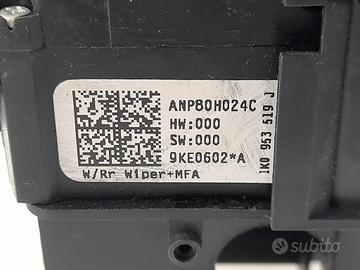 ANP80H024C
HW:000
SW:000
9KE0602*A
W/Rr Wiper+MFA
1K0 953 519 J
subito